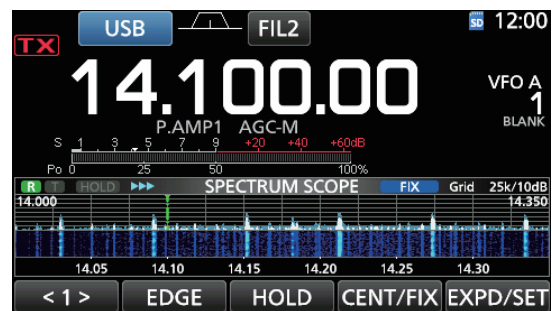 USB FIL2 SD 12:00
TX
14.100.00
VFO A
1
BLANK
P.AMP1 AGC-M
S 1 3 5 7 9 +20 +40 +60dB
Po 0 25 50 100%
R T HOLD SPECTRUM SCOPE FIX Grid 25k/10dB
14.000 14.350
14.05 14.10 14.15 14.20 14.25 14.30
< 1 > EDGE HOLD CENT/FIX EXPD/SET